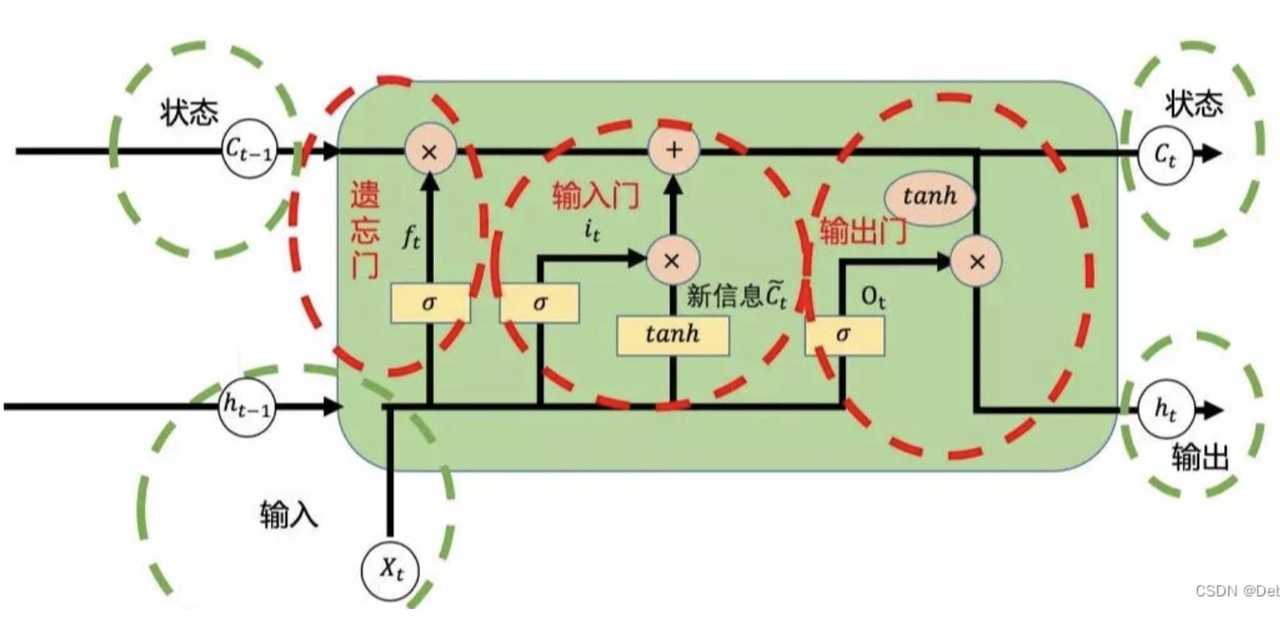 状态
C_{t-1}
×
+
状态
C_t
遗忘门
f_t
输入门
i_t
×
tanh
输出门
×
σ
σ
新信息C̃_t
O_t
tanh
σ
h_{t-1}
h_t
输出
输入
X_t
CSDN @Deb